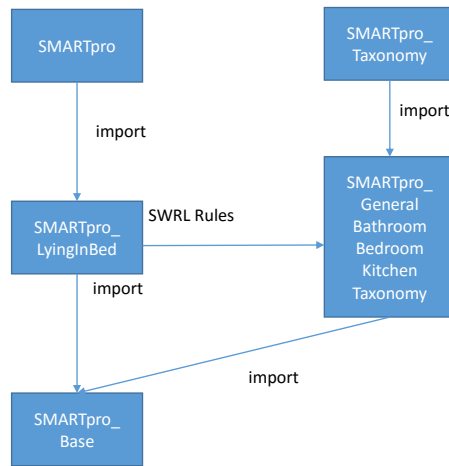 SMARTpro
SMARTpro_
Taxonomy
import
import
SMARTpro_
LyingInBed
SWRL Rules
SMARTpro_
General
Bathroom
Bedroom
Kitchen
Taxonomy
import
import
SMARTpro_
Base